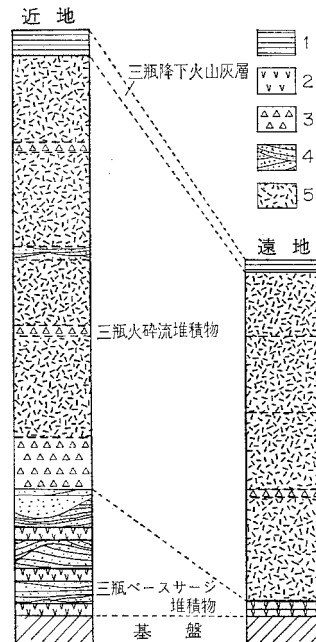 近地
1
2
3
4
5
三瓶降下火山灰層
遠地
三瓶火砕流堆積物
三瓶ベースサージ
堆積物
基盤